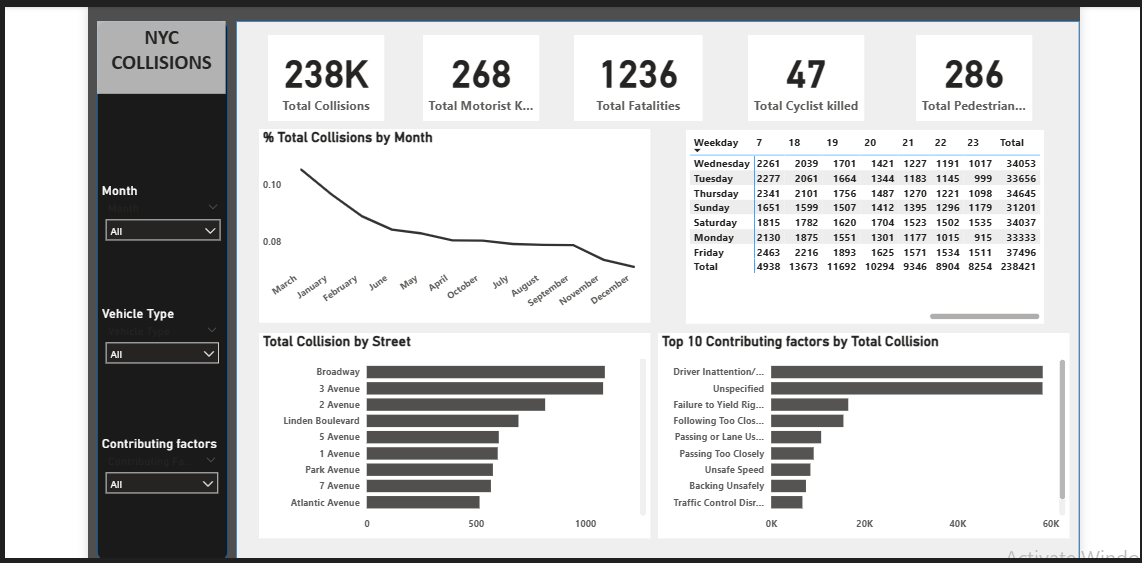 NYC
COLLISIONS
238K
Total Collisions
268
Total Motorist K...
1236
Total Fatalities
47
Total Cyclist killed
286
Total Pedestrian...
Month
Month
All
Vehicle Type
Vehicle Type
All
Contributing factors
Contributing Fa...
All
% Total Collisions by Month
0.10
0.08
March
January
February
June
May
April
October
July
August
September
November
December
Weekday 7 18 19 20 21 22 23 Total
Wednesday 2261 2039 1701 1421 1227 1191 1017 34053
Tuesday 2277 2061 1664 1344 1183 1145 999 33656
Thursday 2341 2101 1756 1487 1270 1221 1098 34645
Sunday 1651 1599 1507 1412 1395 1296 1179 31201
Saturday 1815 1782 1620 1704 1523 1502 1535 34037
Monday 2130 1875 1551 1301 1177 1015 915 33333
Friday 2463 2216 1893 1625 1571 1534 1511 37496
Total 4938 13673 11692 10294 9346 8904 8254 238421
Total Collision by Street
Broadway
3 Avenue
2 Avenue
Linden Boulevard
5 Avenue
1 Avenue
Park Avenue
7 Avenue
Atlantic Avenue
0 500 1000
Top 10 Contributing factors by Total Collision
Driver Inattention/...
Unspecified
Failure to Yield Rig...
Following Too Clos...
Passing or Lane Us...
Passing Too Closely
Unsafe Speed
Backing Unsafely
Traffic Control Disr...
0K 20K 40K 60K
Activate Windo